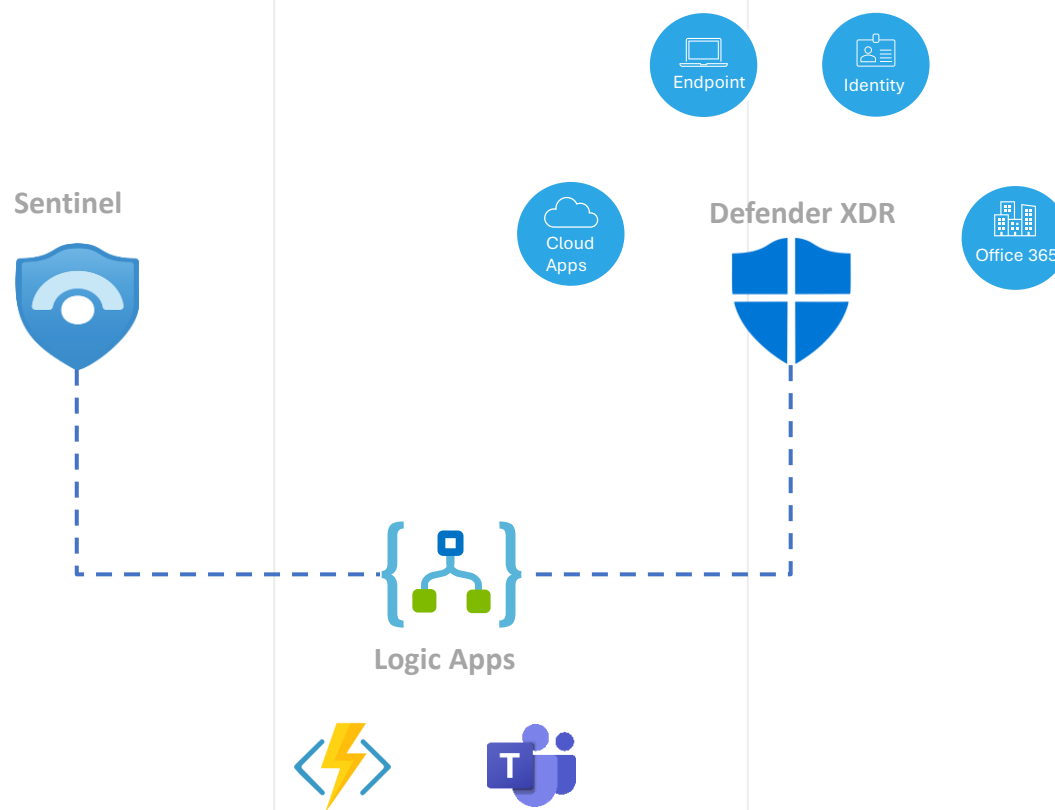 Endpoint
Identity
Sentinel
Defender XDR
Cloud
Apps
Office 365
Logic Apps
T